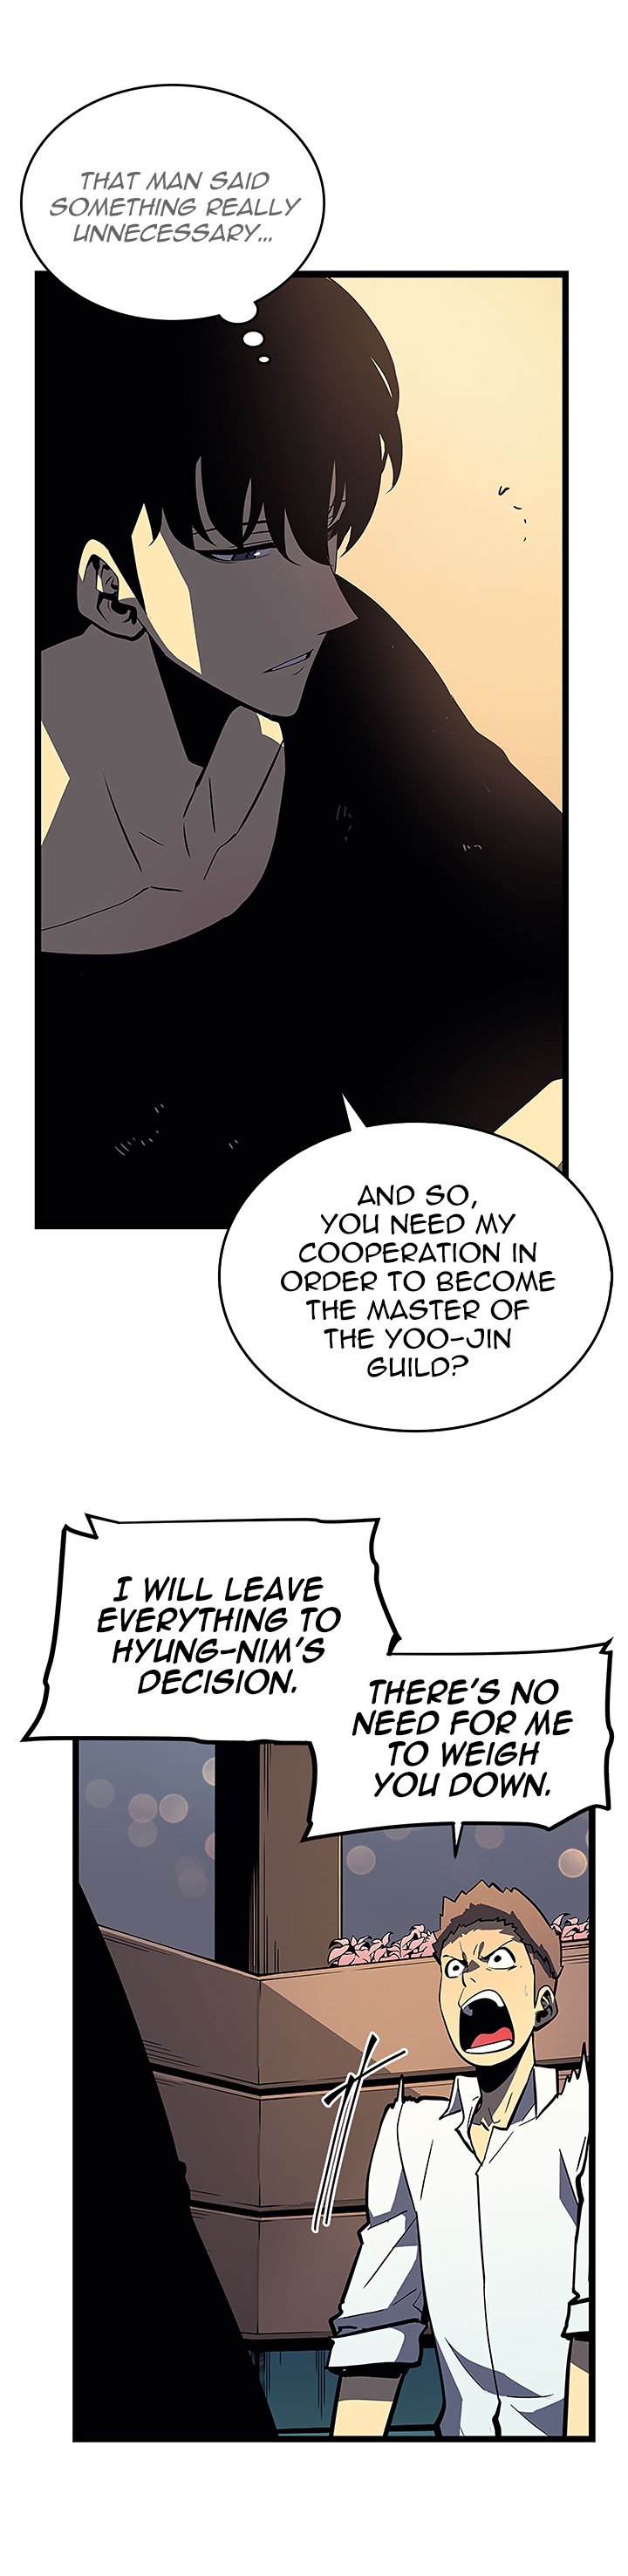 THAT MAN SAID
SOMETHING REALLY
UNNECESSARY...
AND SO,
YOU NEED MY
COOPERATION IN
ORDER TO BECOME
THE MASTER OF
THE YOO-JIN
GUILD?
I WILL LEAVE
EVERYTHING TO
HYUNG-NIM'S
DECISION.
THERE'S NO
NEED FOR ME
TO WEIGH
YOU DOWN.